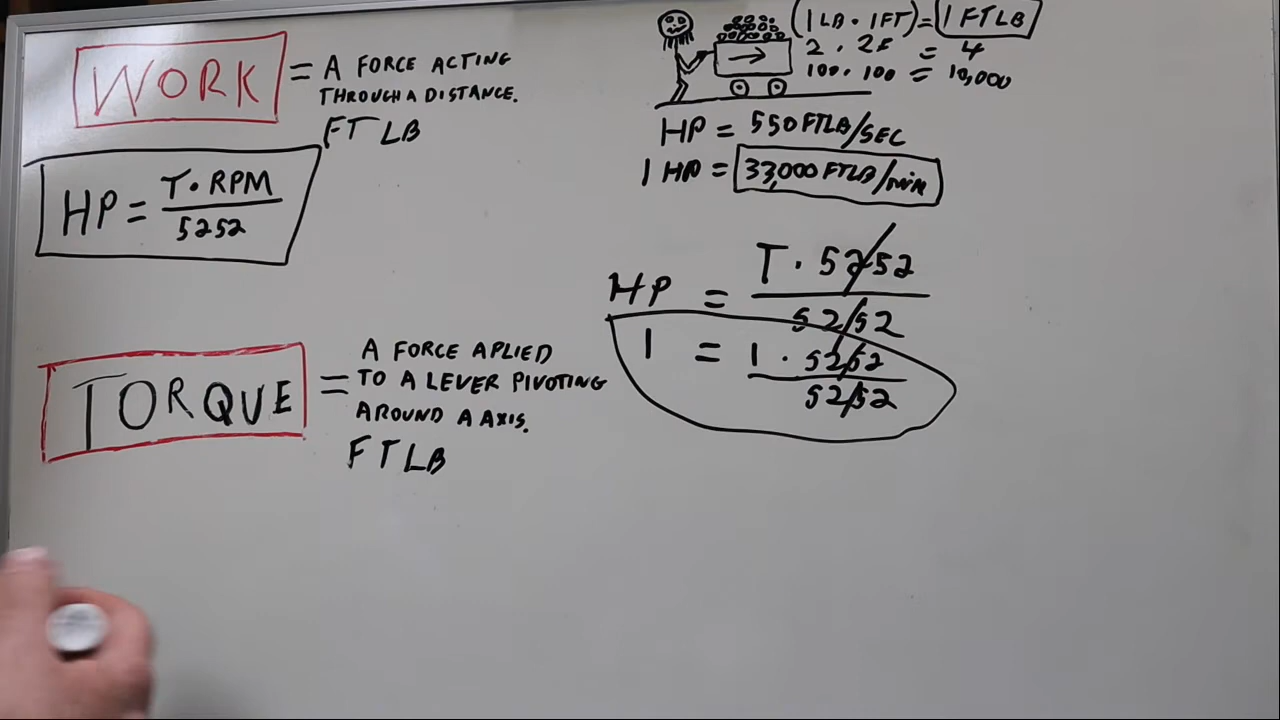 WORK = A FORCE ACTING
THROUGH A DISTANCE.
FT LB
HP = T · RPM
5252
TORQUE = A FORCE APLIED
TO A LEVER PIVOTING
AROUND A AXIS.
FT LB
(1 LB · 1 FT) = 1 FT LB
2 · 2 = 4
100 · 100 = 10,000
HP = 550 FTLB/SEC
1 HP = 33,000 FTLB/MIN
HP = T · 5252
5252
1 = 1 · 5252
5252